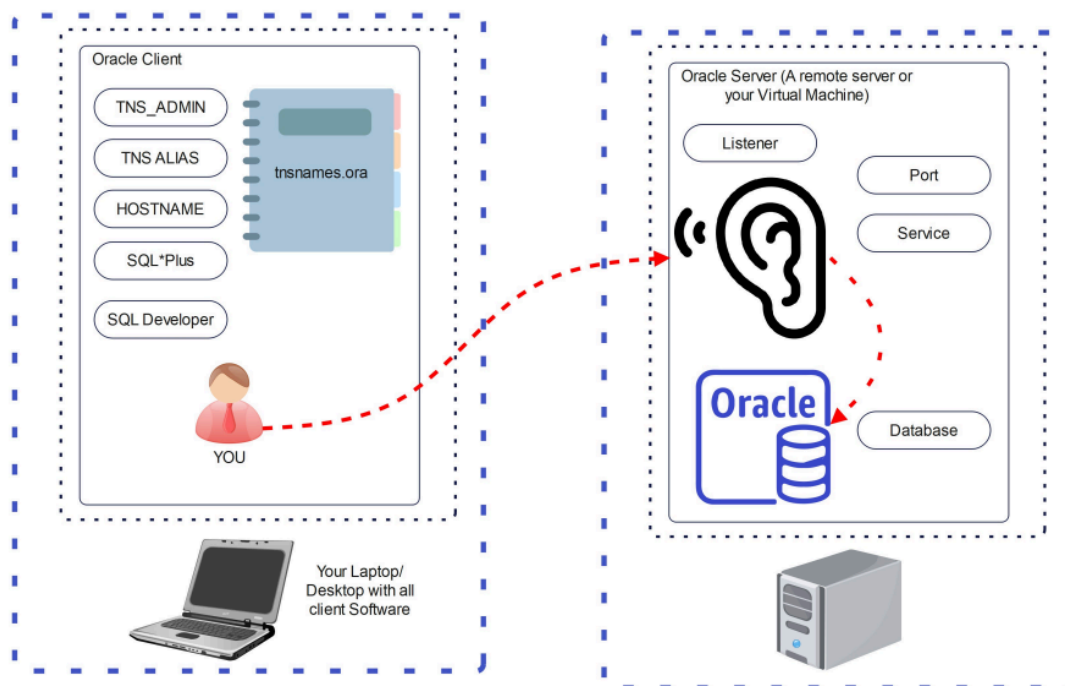 Oracle Client
TNS_ADMIN
TNS ALIAS
HOSTNAME
SQL*Plus
SQL Developer
tnsnames.ora
YOU
Your Laptop/
Desktop with all
client Software
Oracle Server (A remote server or
your Virtual Machine)
Listener
Port
Service
Oracle
Database